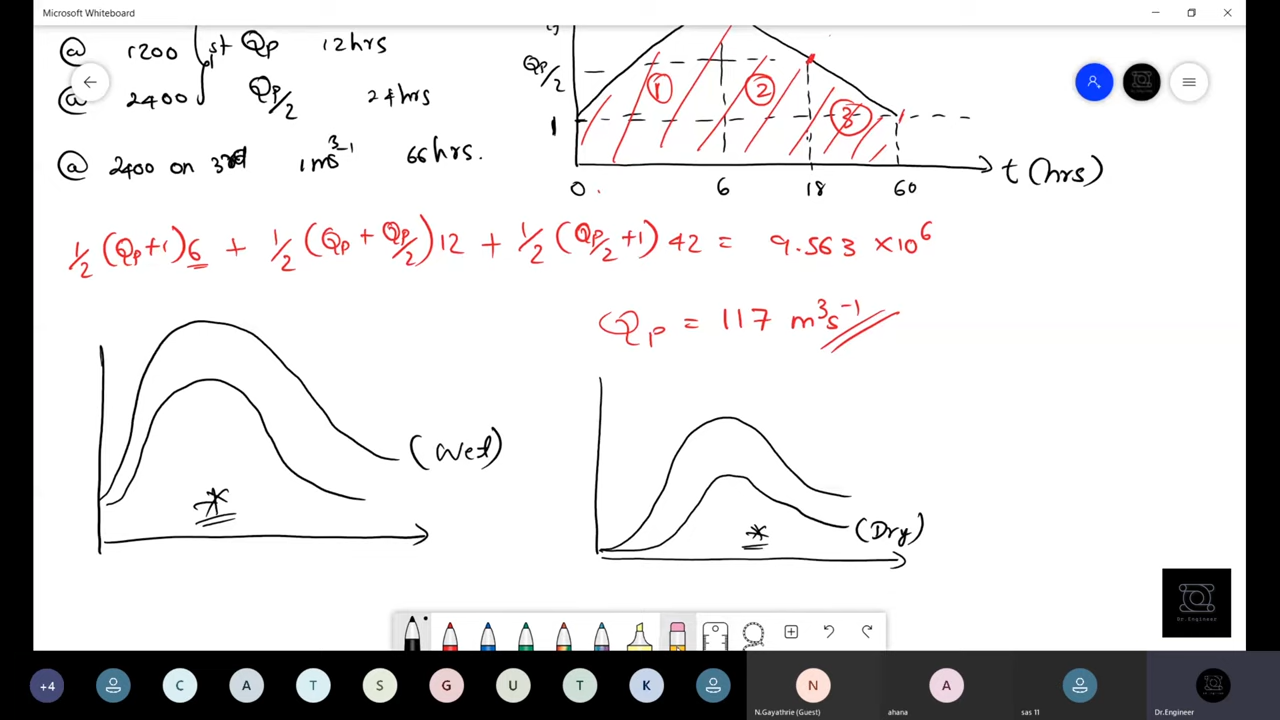 Microsoft Whiteboard
@ 1200 1st Qp 12hrs
@ 2400 Qp/2 24hrs
@ 2400 on 3rd 1m³s⁻¹ 66hrs.
Qp/2
1
① ② ③
0 6 18 60 t (hrs)
1/2 (Qp+1) 6 + 1/2 (Qp + Qp/2) 12 + 1/2 (Qp/2 +1) 42 = 9.563 ×10⁶
Qp = 117 m³s⁻¹
(Wet)
*
(Dry)
*
Dr.Engineer
+4 C A T S G U T K N A
N.Gayathrie (Guest) ahana sas 11 Dr.Engineer